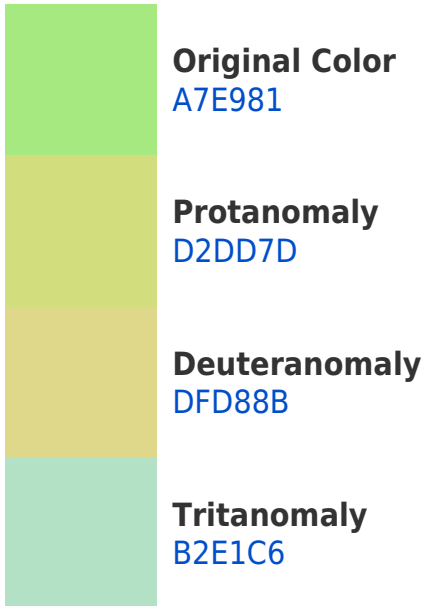 Original Color
A7E981
Protanomaly
D2DD7D
Deuteranomaly
DFD88B
Tritanomaly
B2E1C6